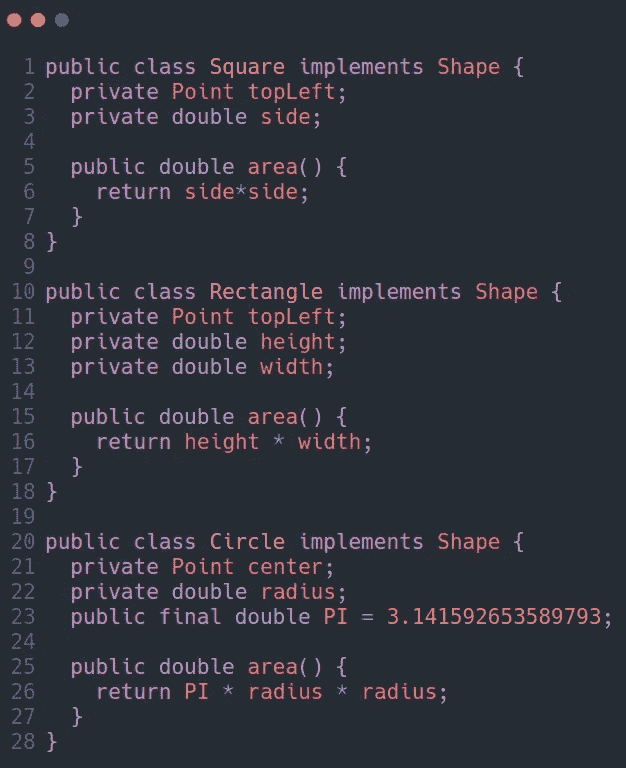 1 public class Square implements Shape {
2   private Point topLeft;
3   private double side;
4
5   public double area() {
6     return side*side;
7   }
8 }
9
10 public class Rectangle implements Shape {
11   private Point topLeft;
12   private double height;
13   private double width;
14
15   public double area() {
16     return height * width;
17   }
18 }
19
20 public class Circle implements Shape {
21   private Point center;
22   private double radius;
23   public final double PI = 3.141592653589793;
24
25   public double area() {
26     return PI * radius * radius;
27   }
28 }